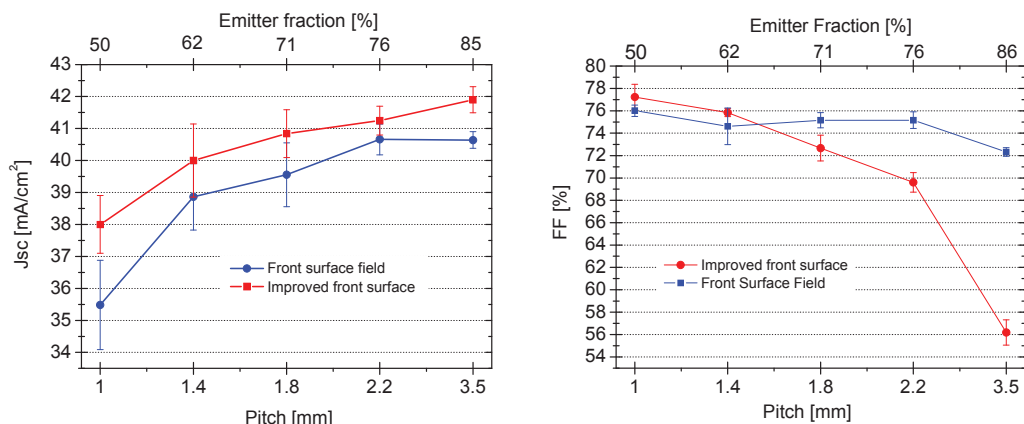 Emitter fraction [%]
50 62 71 76 85
43
42
41
40
39
38
37
36
35
34
Jsc [mA/cm²]
Front surface field
Improved front surface
1 1.4 1.8 2.2 3.5
Pitch [mm]
Emitter Fraction [%]
50 62 71 76 86
80
78
76
74
72
70
68
66
64
62
60
58
56
54
FF [%]
Improved front surface
Front Surface Field
1 1.4 1.8 2.2 3.5
Pitch [mm]